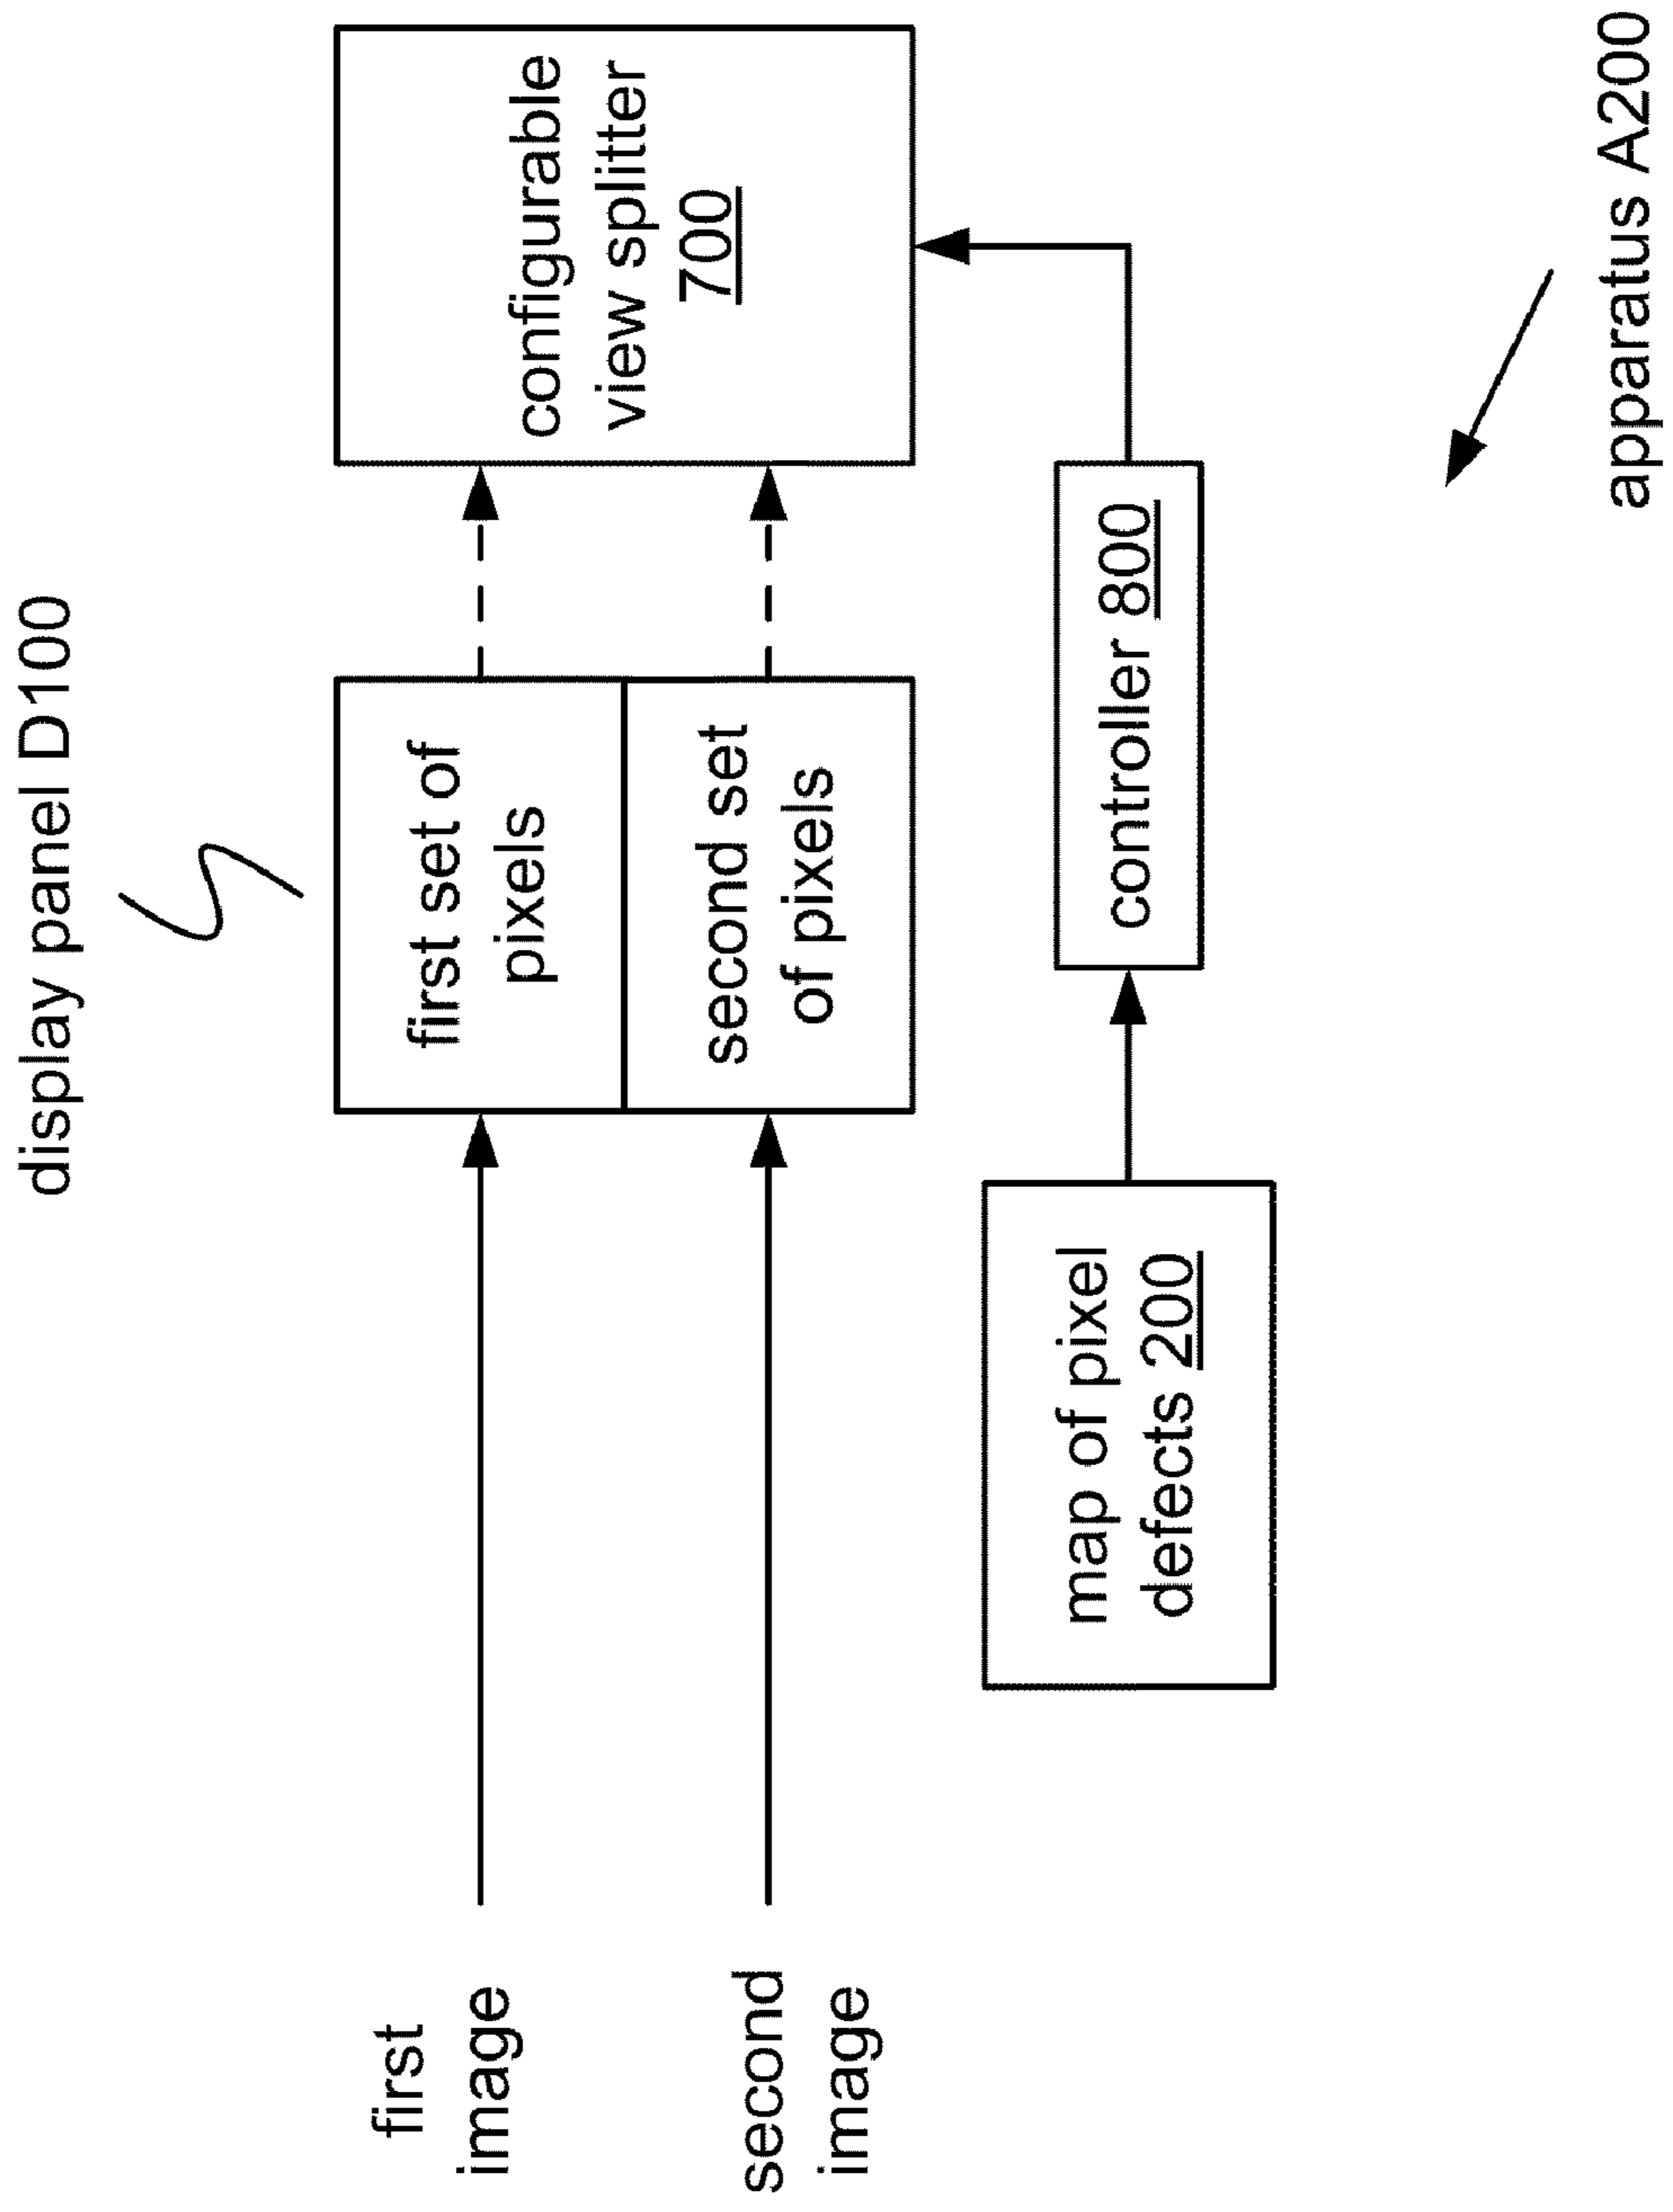 display panel D100
first
image
first set of
pixels
configurable
view splitter
700
second
image
second set
of pixels
map of pixel
defects 200
controller 800
apparatus A200